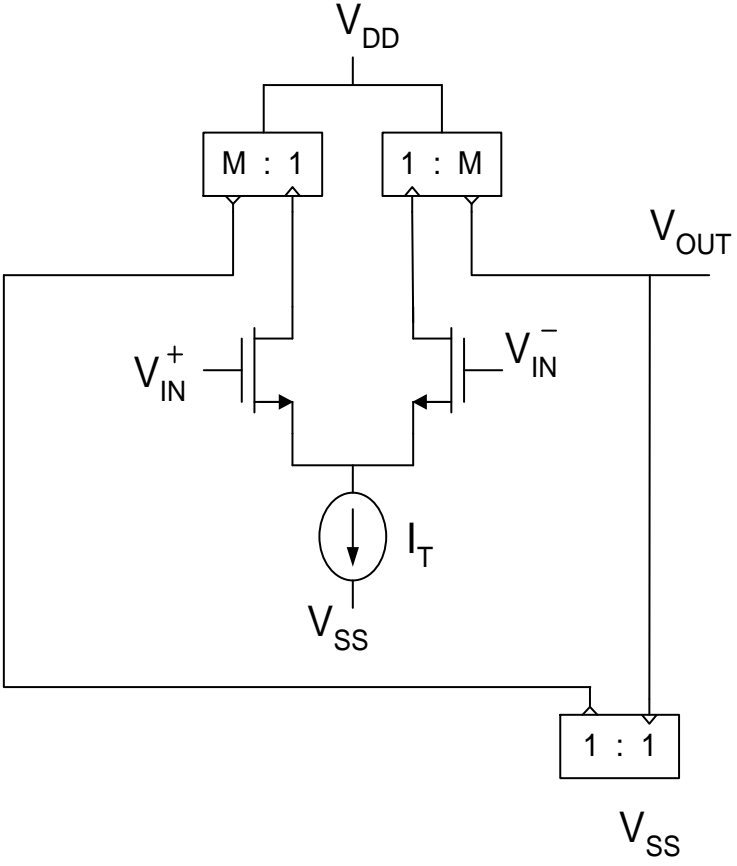 V_DD
M : 1
1 : M
V_OUT
V_IN^+
V_IN^−
I_T
V_SS
1 : 1
V_SS